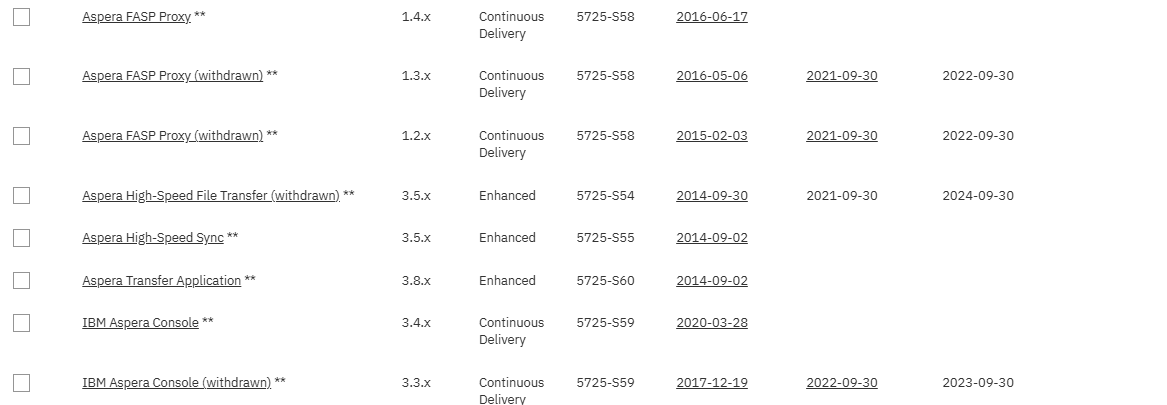 Aspera FASP Proxy ** 1.4.x Continuous Delivery 5725-S58 2016-06-17
Aspera FASP Proxy (withdrawn) ** 1.3.x Continuous Delivery 5725-S58 2016-05-06 2021-09-30 2022-09-30
Aspera FASP Proxy (withdrawn) ** 1.2.x Continuous Delivery 5725-S58 2015-02-03 2021-09-30 2022-09-30
Aspera High-Speed File Transfer (withdrawn) ** 3.5.x Enhanced 5725-S54 2014-09-30 2021-09-30 2024-09-30
Aspera High-Speed Sync ** 3.5.x Enhanced 5725-S55 2014-09-02
Aspera Transfer Application ** 3.8.x Enhanced 5725-S60 2014-09-02
IBM Aspera Console ** 3.4.x Continuous Delivery 5725-S59 2020-03-28
IBM Aspera Console (withdrawn) ** 3.3.x Continuous Delivery 5725-S59 2017-12-19 2022-09-30 2023-09-30